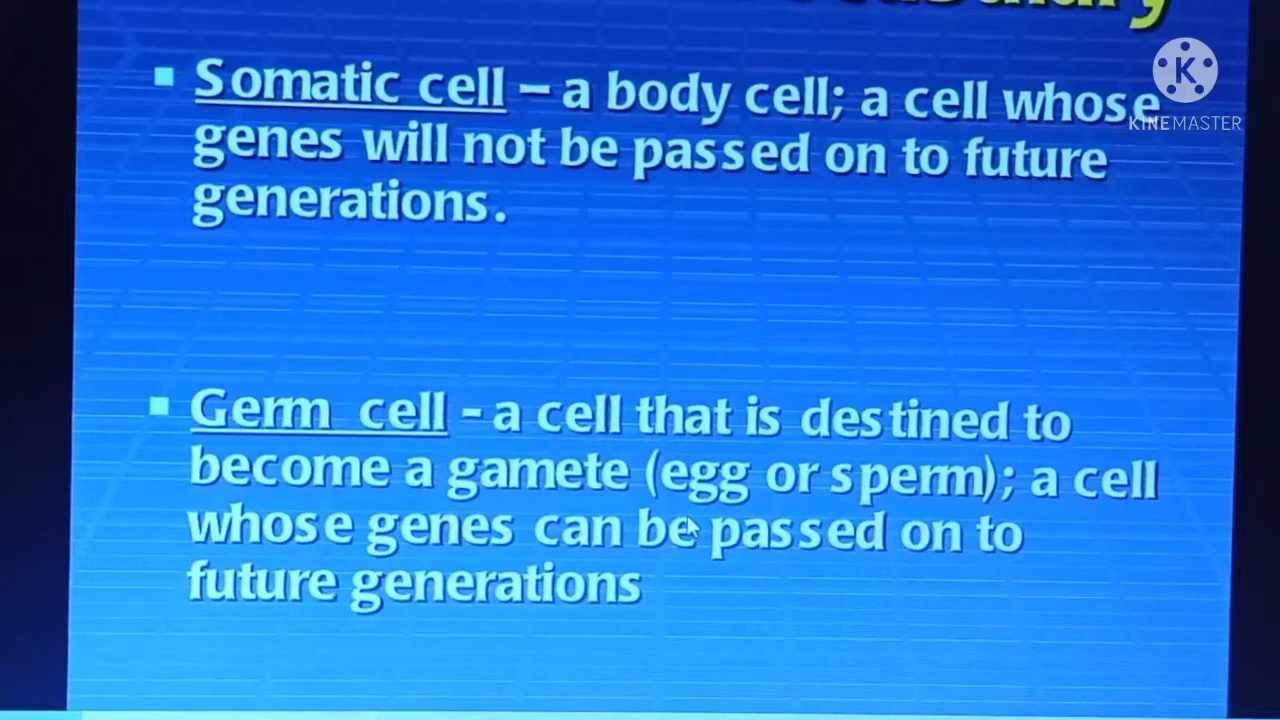 K
KINEMASTER
Somatic cell – a body cell; a cell whose
genes will not be passed on to future
generations.
Germ cell - a cell that is destined to
become a gamete (egg or sperm); a cell
whose genes can be passed on to
future generations